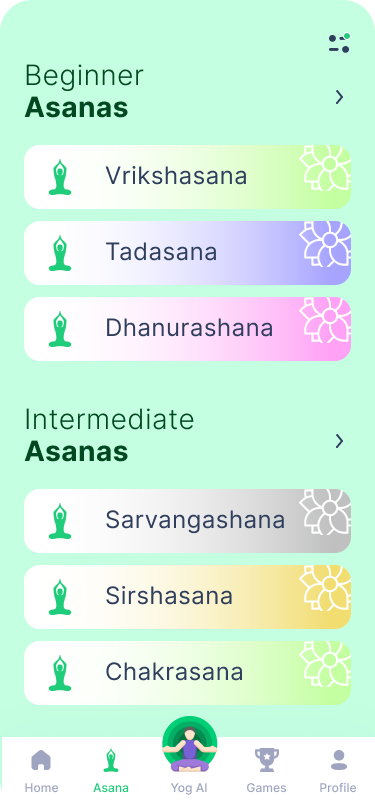 Beginner
Asanas
Vrikshasana
Tadasana
Dhanurashana
Intermediate
Asanas
Sarvangashana
Sirshasana
Chakrasana
Home
Asana
Yog AI
Games
Profile